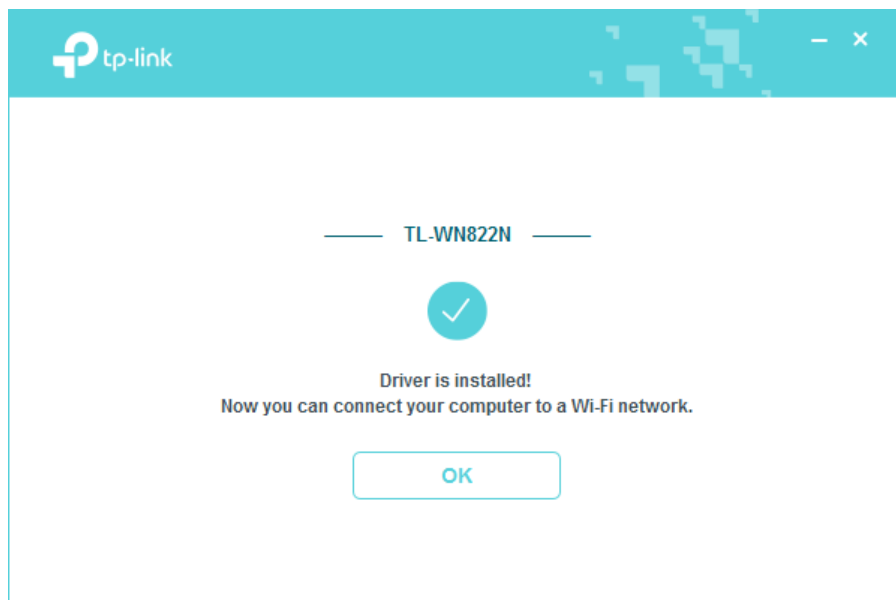 tp-link
TL-WN822N
Driver is installed!
Now you can connect your computer to a Wi-Fi network.
OK